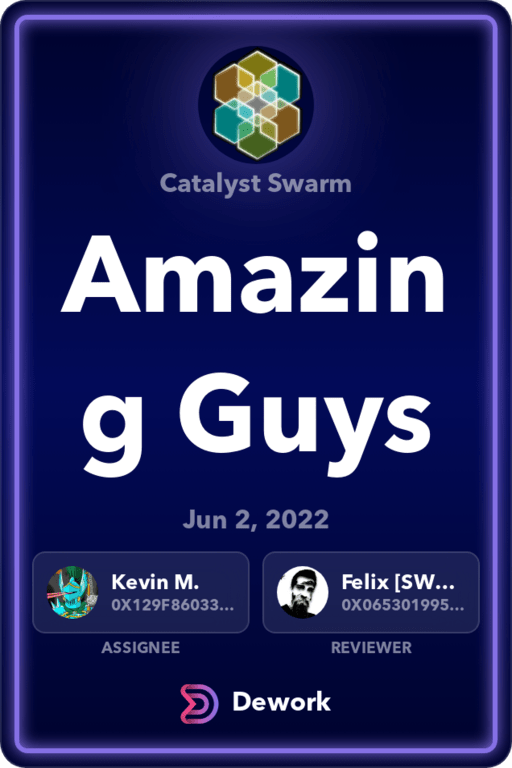 Catalyst Swarm
Amazin
g Guys
Jun 2, 2022
Kevin M.
0X129F86033...
ASSIGNEE
Felix [SW...
0X065301995...
REVIEWER
Dework